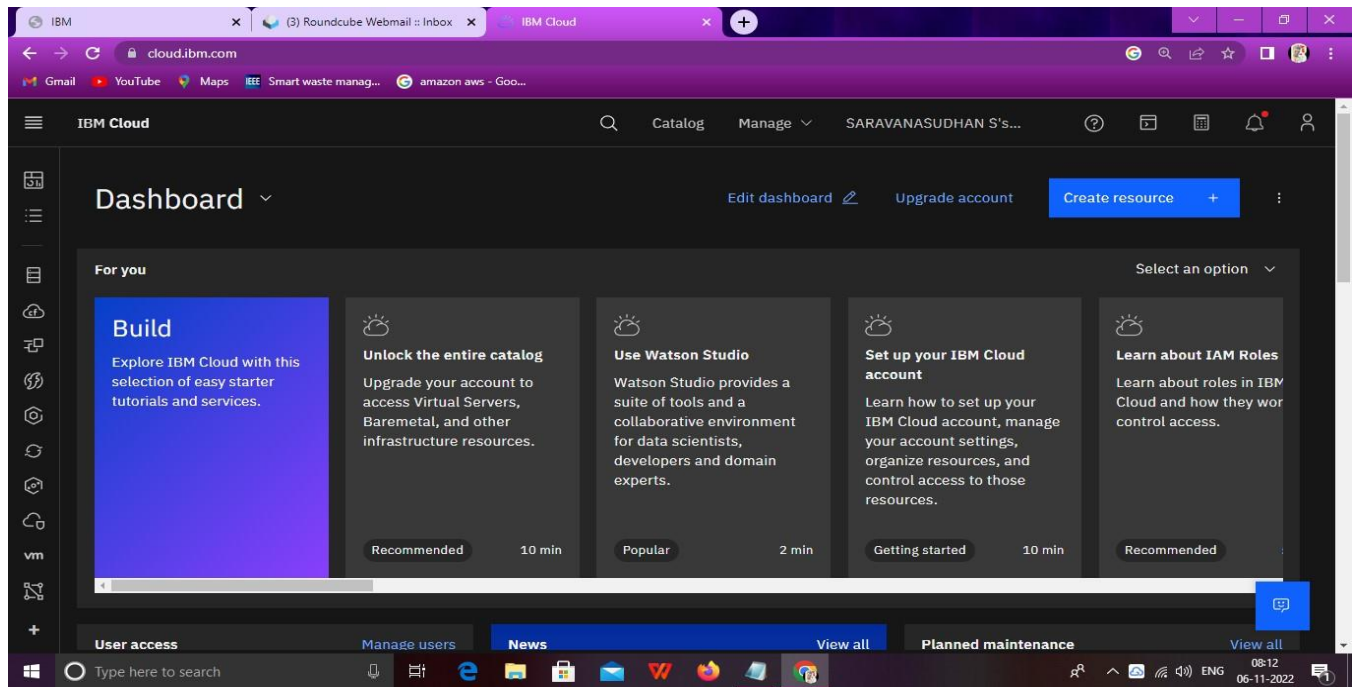 IBM
(3) Roundcube Webmail :: Inbox
IBM Cloud
cloud.ibm.com
Gmail
YouTube
Maps
IEEE
Smart waste manag...
amazon aws - Goo...
IBM Cloud
Catalog
Manage
SARAVANASUDHAN S's...
Dashboard
Edit dashboard
Upgrade account
Create resource +
For you
Select an option
Build
Explore IBM Cloud with this
selection of easy starter
tutorials and services.
Unlock the entire catalog
Upgrade your account to
access Virtual Servers,
Baremetal, and other
infrastructure resources.
Recommended
10 min
Use Watson Studio
Watson Studio provides a
suite of tools and a
collaborative environment
for data scientists,
developers and domain
experts.
Popular
2 min
Set up your IBM Cloud
account
Learn how to set up your
IBM Cloud account, manage
your account settings,
organize resources, and
control access to those
resources.
Getting started
10 min
Learn about IAM Roles
Learn about roles in IBM
Cloud and how they wor
control access.
Recommended
cf
vm
User access
Manage users
News
View all
Planned maintenance
View all
Type here to search
ENG
08:12
06-11-2022
1